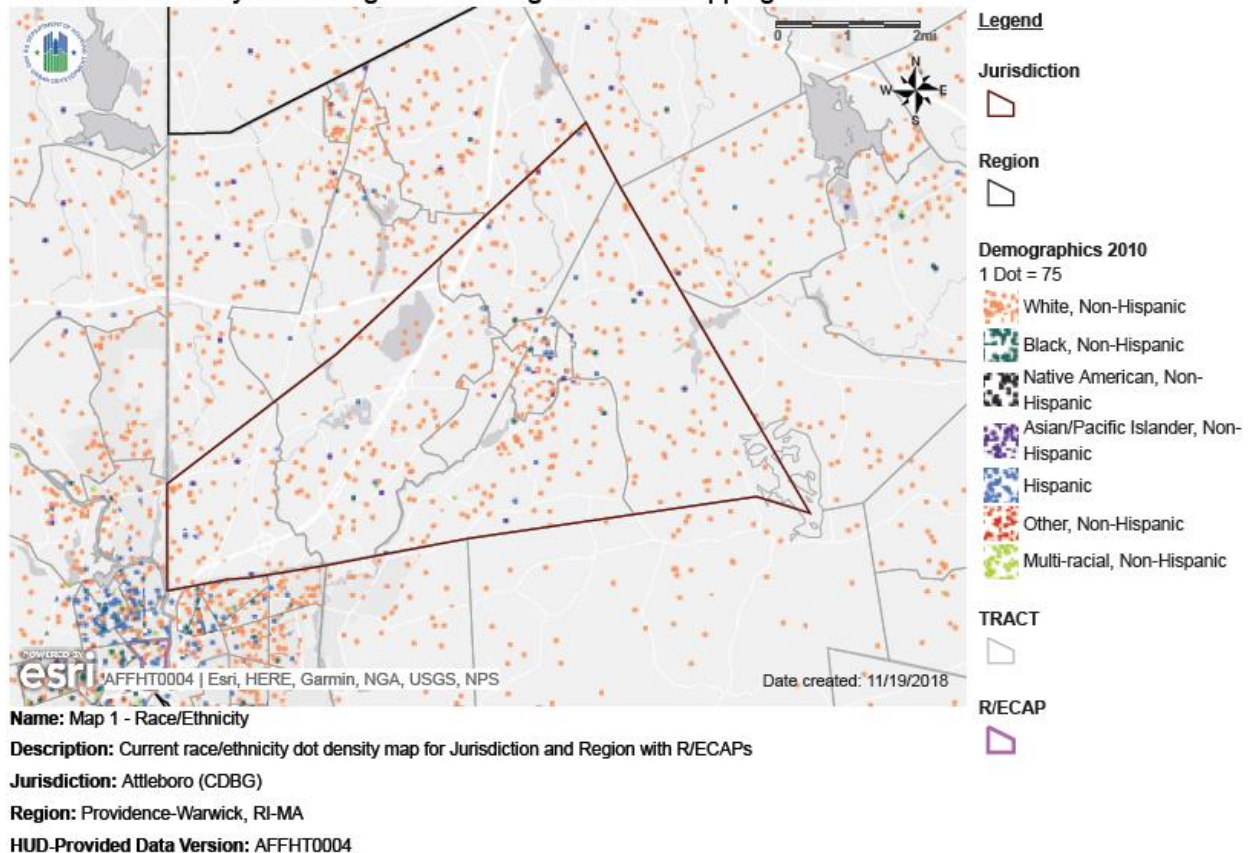 0 1 2mi
N
W E
S
Legend
Jurisdiction
Region
Demographics 2010
1 Dot = 75
White, Non-Hispanic
Black, Non-Hispanic
Native American, Non-
Hispanic
Asian/Pacific Islander, Non-
Hispanic
Hispanic
Other, Non-Hispanic
Multi-racial, Non-Hispanic
TRACT
R/ECAP
POWERED BY
esri
AFFHT0004 | Esri, HERE, Garmin, NGA, USGS, NPS
Date created: 11/19/2018
Name: Map 1 - Race/Ethnicity
Description: Current race/ethnicity dot density map for Jurisdiction and Region with R/ECAPs
Jurisdiction: Attleboro (CDBG)
Region: Providence-Warwick, RI-MA
HUD-Provided Data Version: AFFHT0004